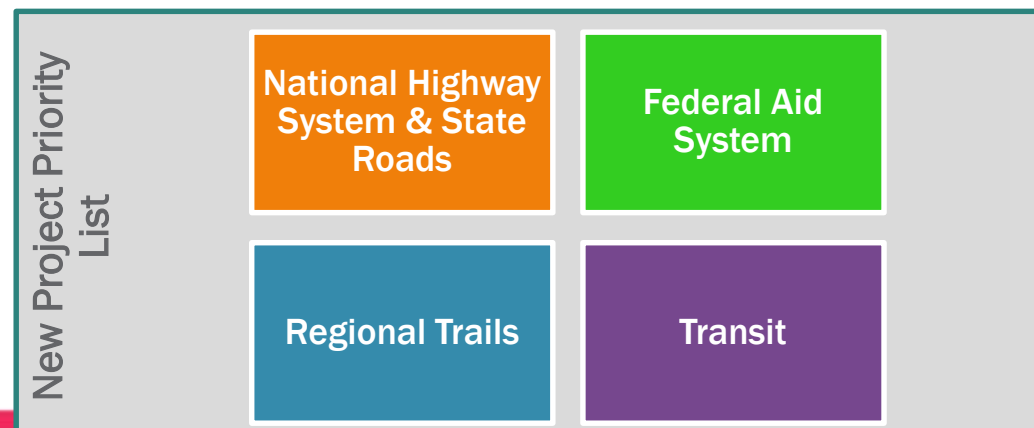 New Project Priority
List
National Highway
System & State
Roads
Federal Aid
System
Regional Trails
Transit